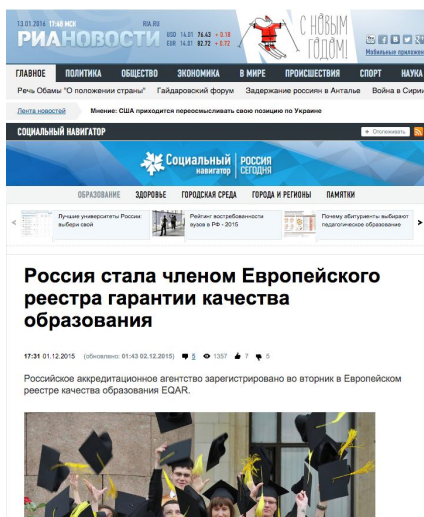 13.01.2016 17:48 МСК
RIA.RU
РИАНОВОСТИ
USD 14.01 76.43 + 0.18
EUR 14.01 82.72 + 0.72
С НОВЫМ
ГОДОМ!
Мобильные приложен
ГЛАВНОЕ ПОЛИТИКА ОБЩЕСТВО ЭКОНОМИКА В МИРЕ ПРОИСШЕСТВИЯ СПОРТ НАУКА
Речь Обамы "О положении страны" Гайдаровский форум Задержание россиян в Анталье Война в Сирии
Лента новостей Мнение: США приходится переосмысливать свою позицию по Украине
СОЦИАЛЬНЫЙ НАВИГАТОР
+ Отслеживать
Социальный навигатор
РОССИЯ СЕГОДНЯ
ОБРАЗОВАНИЕ ЗДОРОВЬЕ ГОРОДСКАЯ СРЕДА ГОРОДА И РЕГИОНЫ ПАМЯТКИ
Лучшие университеты России:
выбери свой
Рейтинг востребованности
вузов в РФ - 2015
Почему абитуриенты выбирают
педагогическое образование
Россия стала членом Европейского
реестра гарантии качества
образования
17:31 01.12.2015 (обновлено: 01:43 02.12.2015) 5 1357 7 5
Российское аккредитационное агентство зарегистрировано во вторник в Европейском
реестре качества образования EQAR.